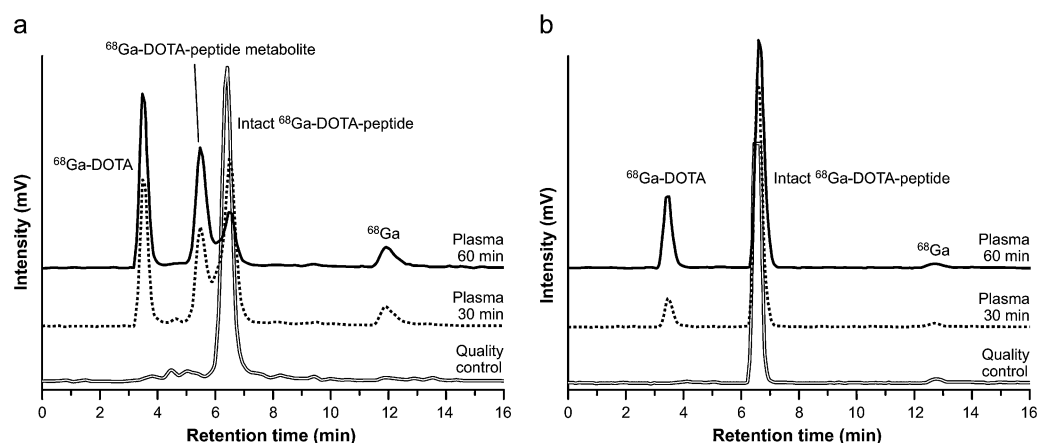 a
⁶⁸Ga-DOTA-peptide metabolite
Intact ⁶⁸Ga-DOTA-peptide
⁶⁸Ga-DOTA
⁶⁸Ga
Plasma
60 min
Plasma
30 min
Quality
control
Intensity (mV)
0 2 4 6 8 10 12 14 16
Retention time (min)
b
⁶⁸Ga-DOTA
Intact ⁶⁸Ga-DOTA-peptide
⁶⁸Ga
Plasma
60 min
Plasma
30 min
Quality
control
Intensity (mV)
0 2 4 6 8 10 12 14 16
Retention time (min)